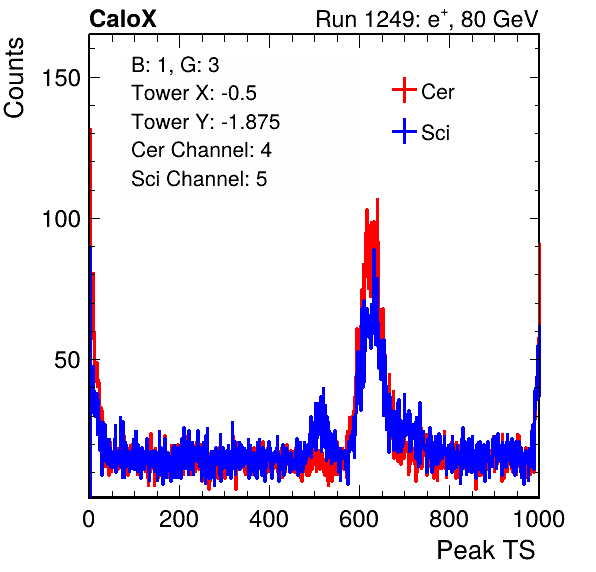 CaloX Run 1249: e+, 80 GeV
Counts
B: 1, G: 3
Tower X: -0.5
Tower Y: -1.875
Cer Channel: 4
Sci Channel: 5
Cer
Sci
150
100
50
0 200 400 600 800 1000
Peak TS